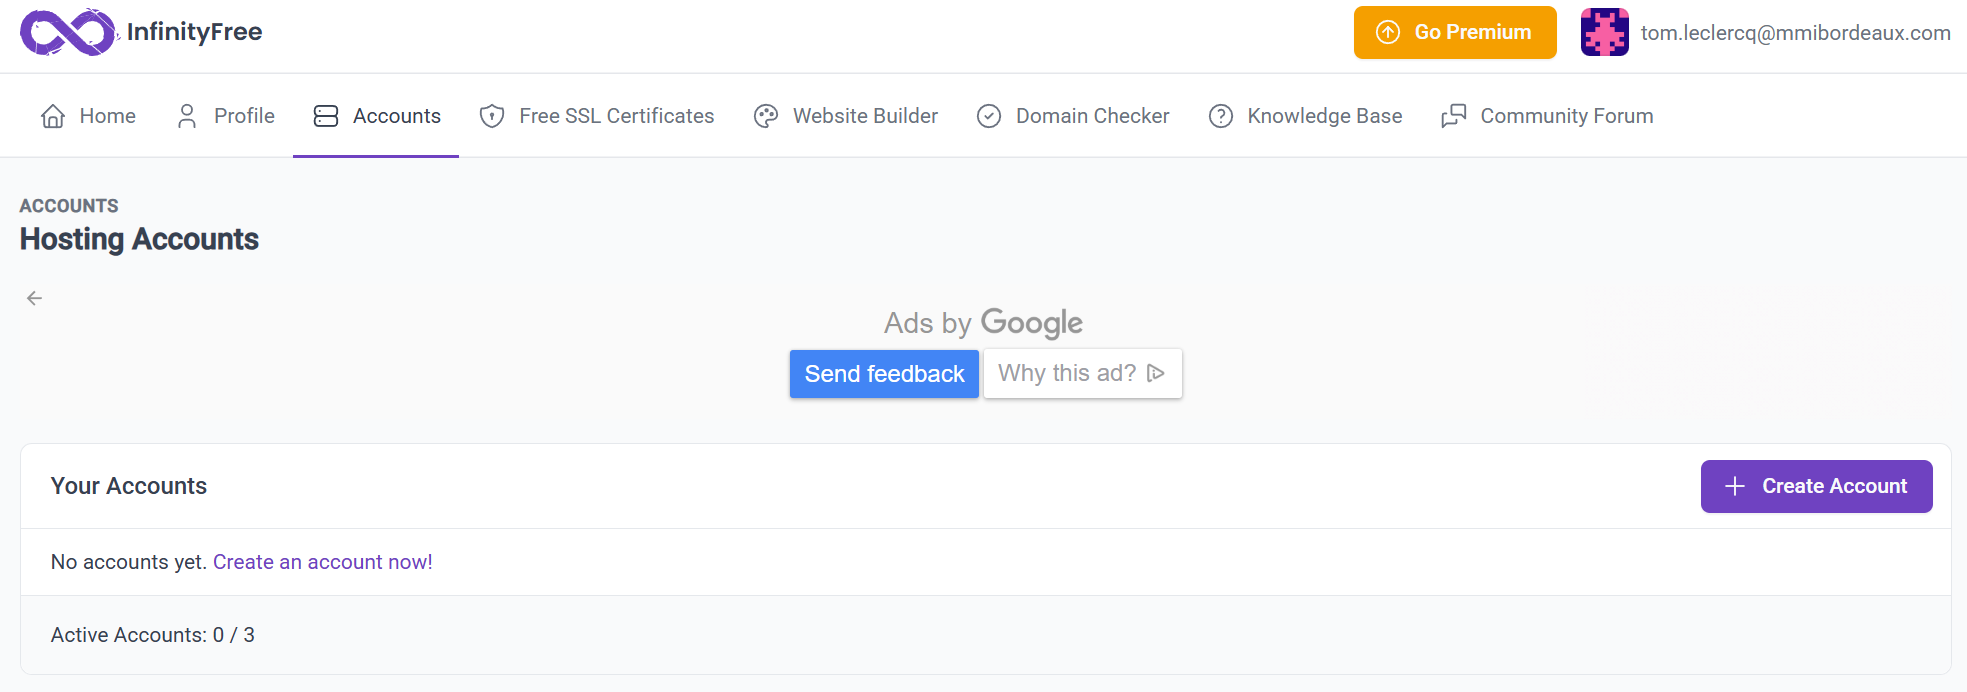 InfinityFree
Go Premium
tom.leclercq@mmibordeaux.com
Home
Profile
Accounts
Free SSL Certificates
Website Builder
Domain Checker
Knowledge Base
Community Forum
ACCOUNTS
Hosting Accounts
Ads by Google
Send feedback
Why this ad?
Your Accounts
Create Account
No accounts yet. Create an account now!
Active Accounts: 0 / 3